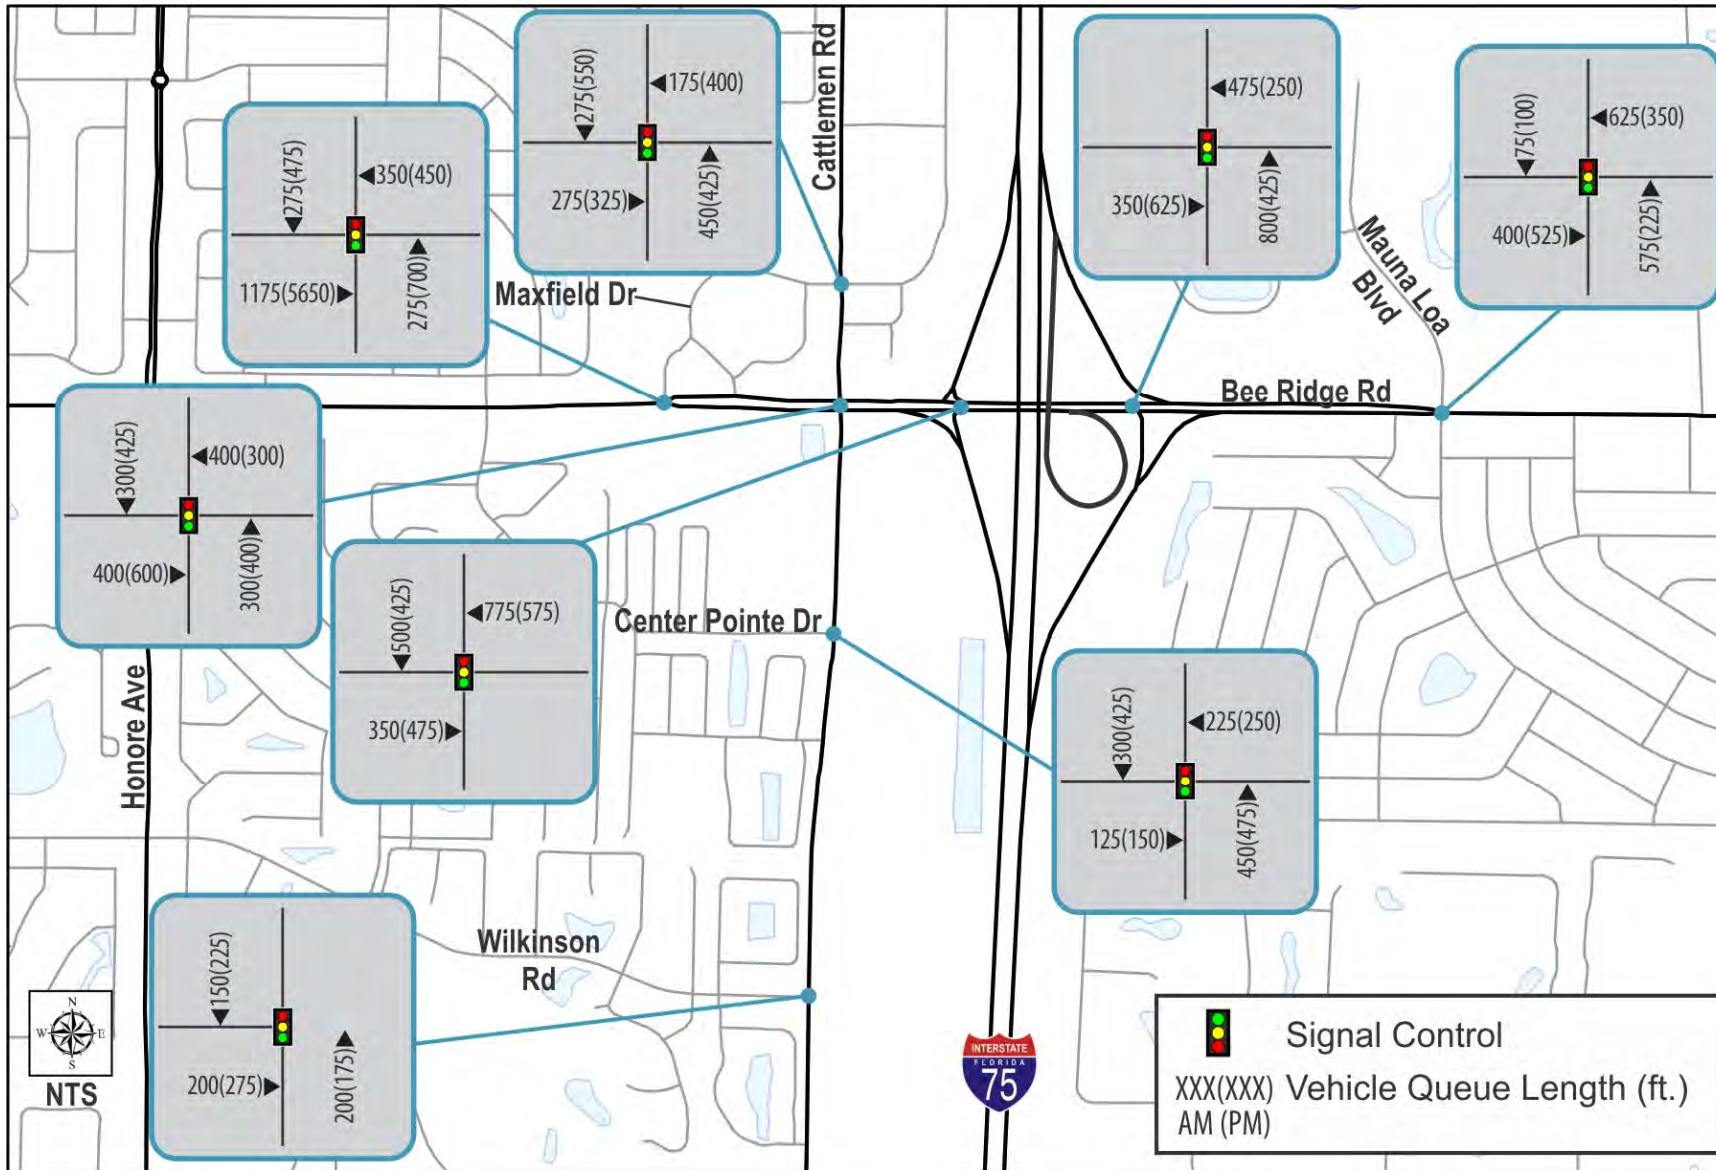 Cattlemen Rd
275(550)
175(400)
275(325)
450(425)
475(250)
350(625)
800(425)
75(100)
625(350)
400(525)
575(225)
275(475)
350(450)
1175(5650)
275(700)
Maxfield Dr
Mauna Loa
Blvd
Bee Ridge Rd
300(425)
400(300)
400(600)
300(400)
500(425)
775(575)
350(475)
Center Pointe Dr
Honore Ave
300(425)
225(250)
125(150)
450(475)
Wilkinson
Rd
150(225)
200(275)
200(175)
N
W
E
S
NTS
INTERSTATE
FLORIDA
75
Signal Control
XXX(XXX) Vehicle Queue Length (ft.)
AM (PM)